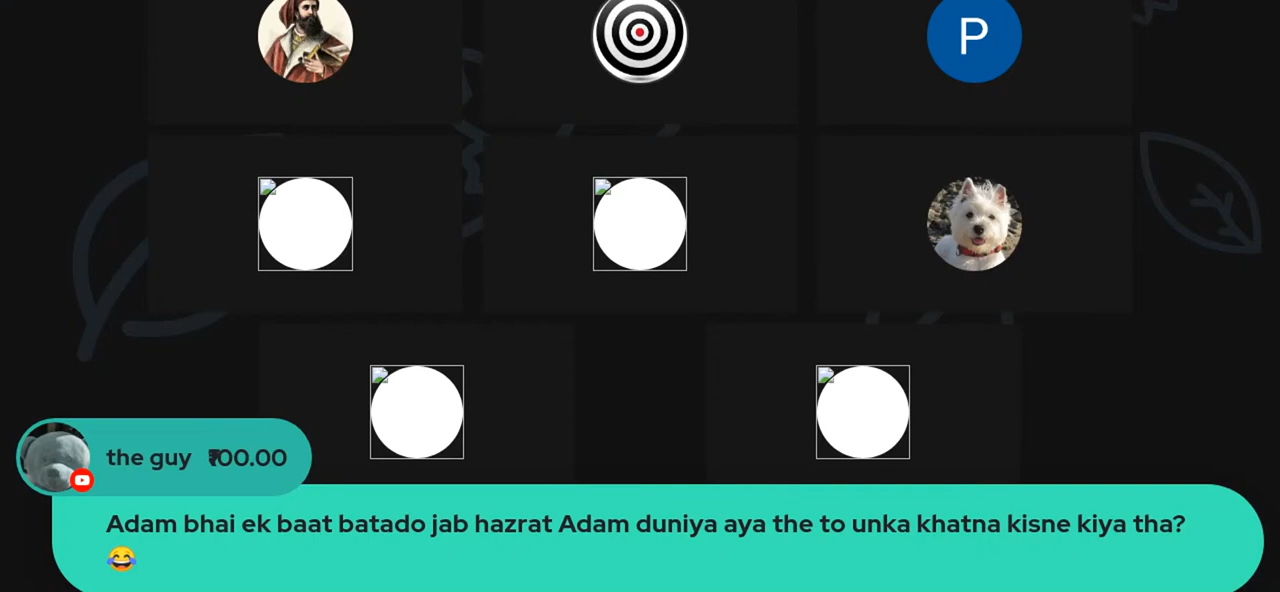 P
the guy ₹100.00
Adam bhai ek baat batado jab hazrat Adam duniya aya the to unka khatna kisne kiya tha?
😂